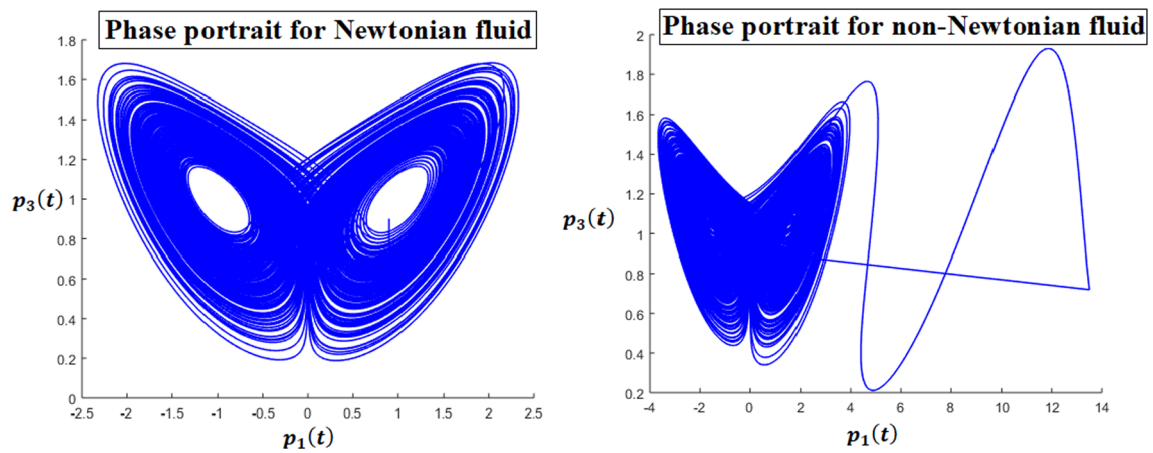 Phase portrait for Newtonian fluid
1.8
1.6
1.4
1.2
1
0.8
0.6
0.4
0.2
0
p₃(t)
-2.5 -2 -1.5 -1 -0.5 0 0.5 1 1.5 2 2.5
p₁(t)
Phase portrait for non-Newtonian fluid
2
1.8
1.6
1.4
1.2
1
0.8
0.6
0.4
0.2
p₃(t)
-4 -2 0 2 4 6 8 10 12 14
p₁(t)